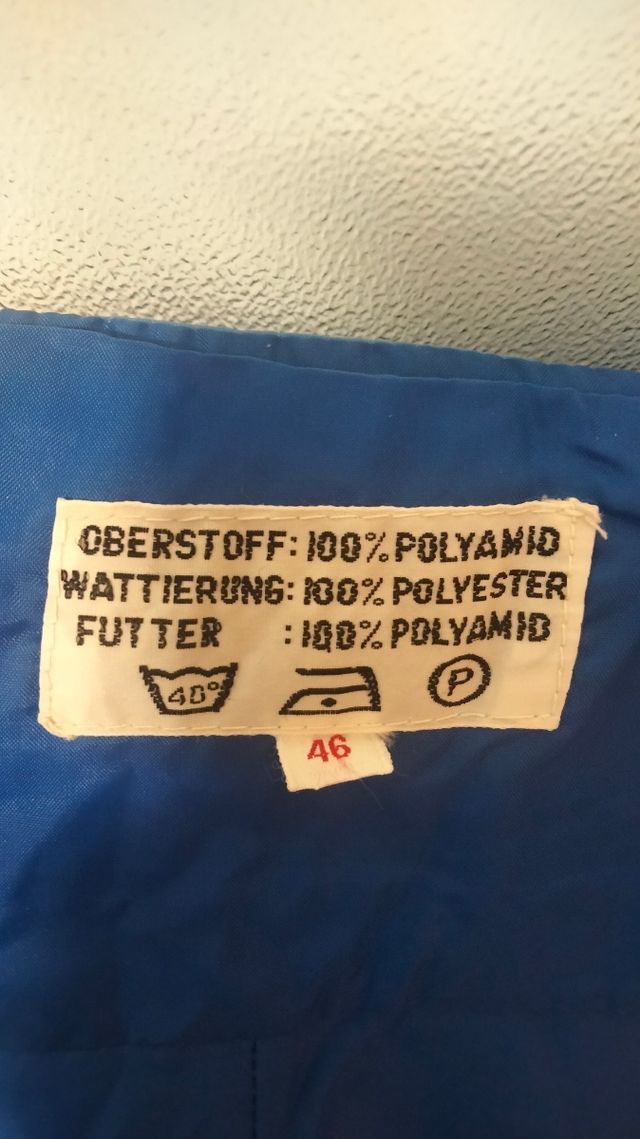 OBERSTOFF: 100% POLYAMID
WATTIERUNG: 100% POLYESTER
FUTTER : 100% POLYAMID
40° P
46